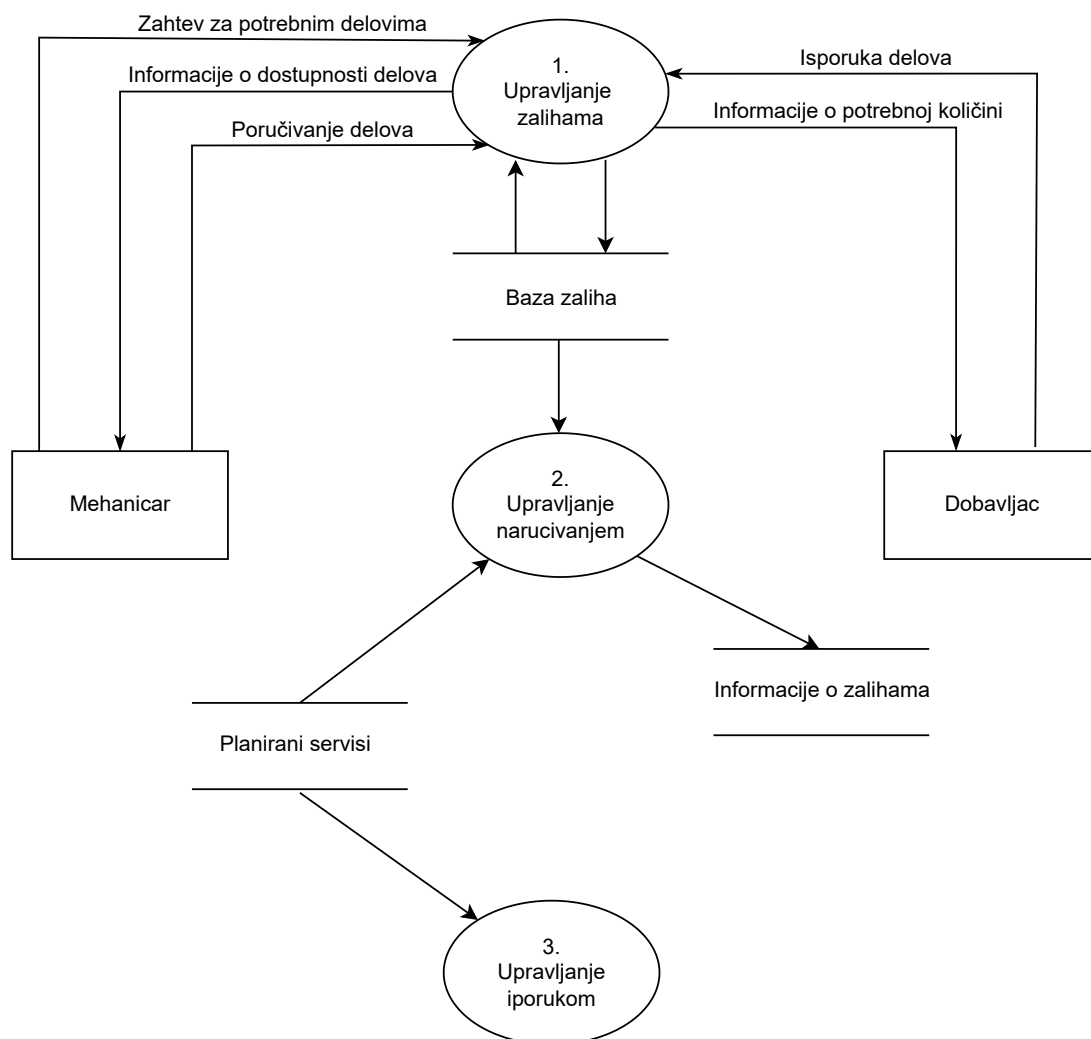 Zahtev za potrebnim delovima
Informacije o dostupnosti delova
Poručivanje delova
1.
Upravljanje
zalihama
Isporuka delova
Informacije o potrebnoj količini
Baza zaliha
Mehanicar
2.
Upravljanje
narucivanjem
Dobavljac
Informacije o zalihama
Planirani servisi
3.
Upravljanje
iporukom